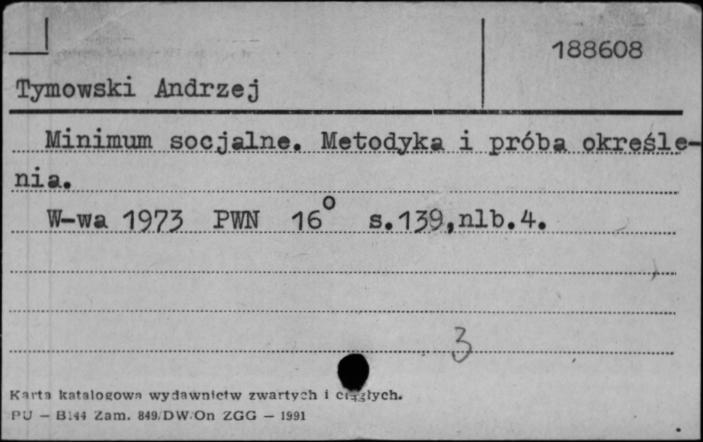 188608
Tymowski Andrzej
Minimum socjalne. Metodyka i próba określe-
nia.
W-wa 1973 PWN 16° s.139,nlb.4.
3
Karta katalogowa wydawnictw zwartych i ciągłych.
PU — B144 Zam. 849/DW/On ZGG — 1991